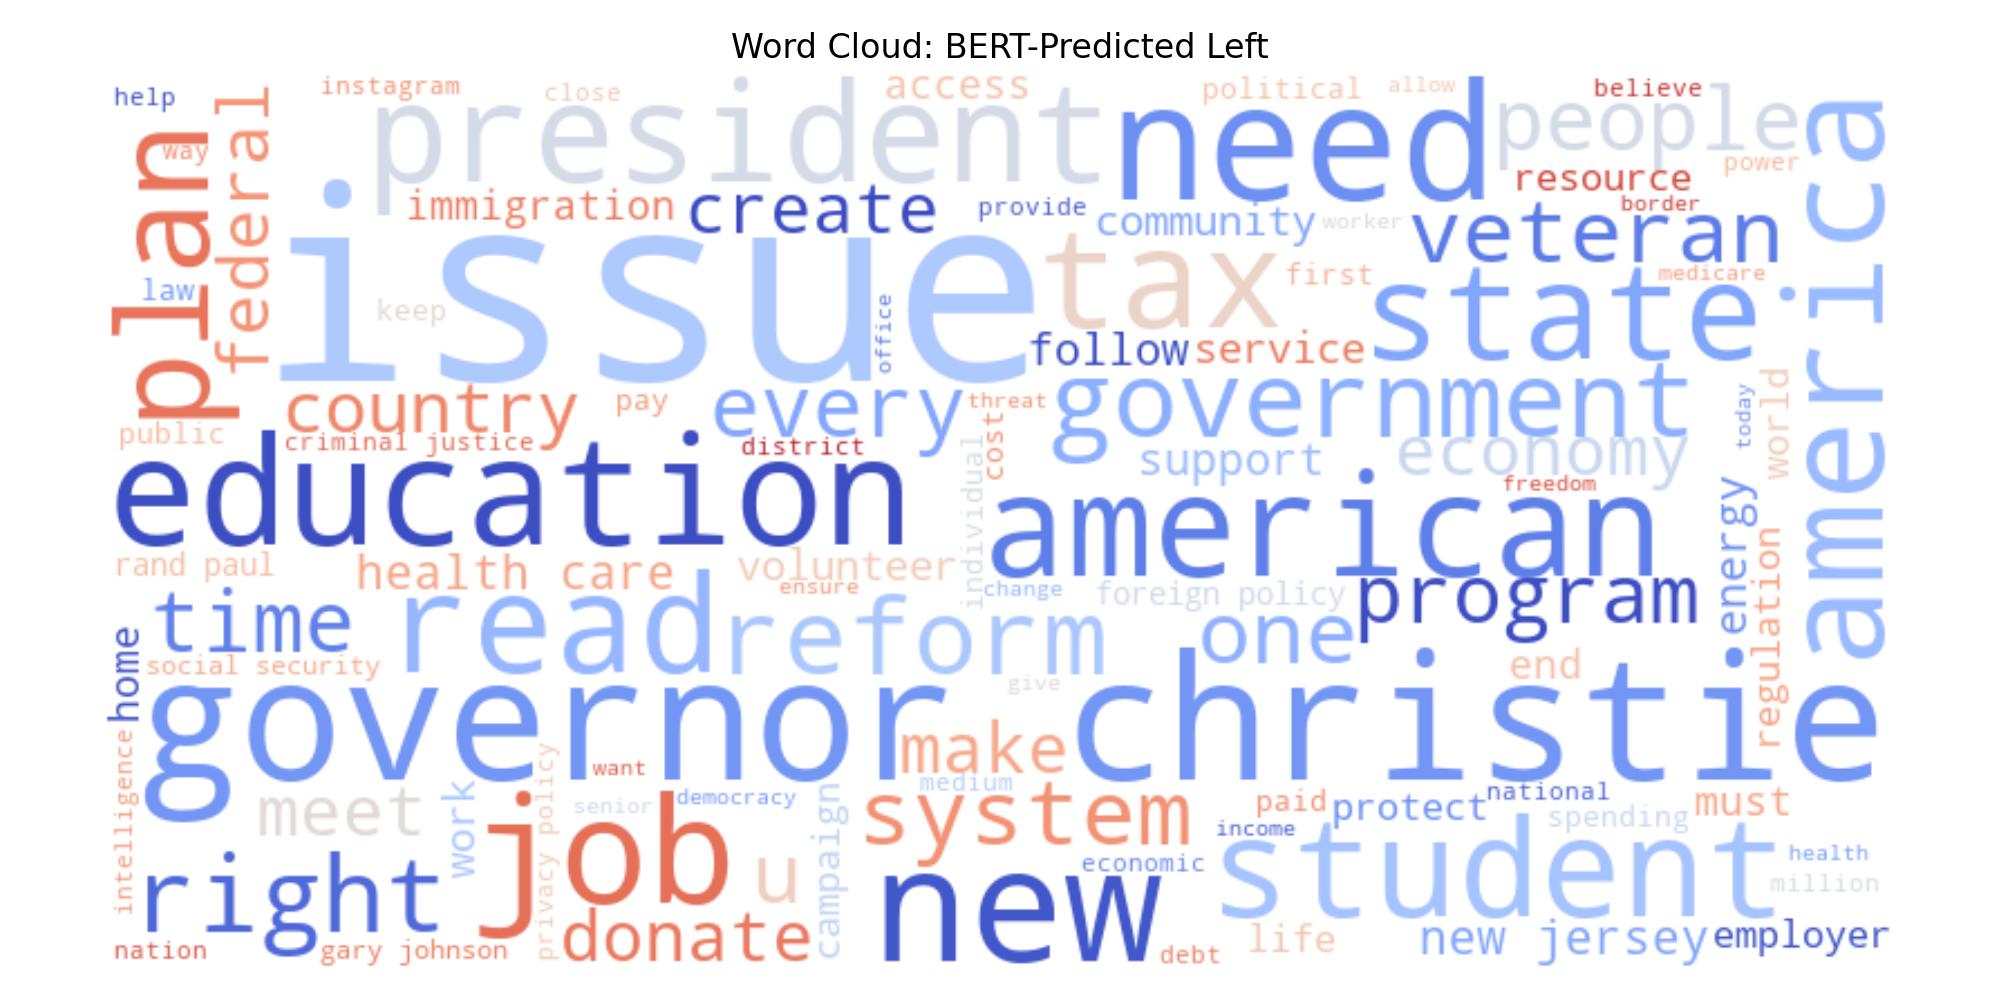 Word Cloud: BERT-Predicted Left
help
instagram
close
access
political
allow
believe
plan
way
federal
president
need
people
america
power
resource
border
immigration
create
provide
community
worker
veteran
law
issue
keep
office
tax
first
medicare
state
follow
service
country
pay
every
threat
government
today
world
public
criminal justice
district
cost
support
economy
education
individual
american
freedom
energy
regulation
rand paul
health care
volunteer
ensure
change
foreign policy
program
time
read
reform
one
home
social security
give
end
governor christie
make
medium
intelligence
want
privacy policy
meet
work
senior
democracy
campaign
system
paid
protect
national
spending
must
income
job
u
economic
student
health
million
right
new
nation
gary johnson
donate
debt
life
new jersey
employer